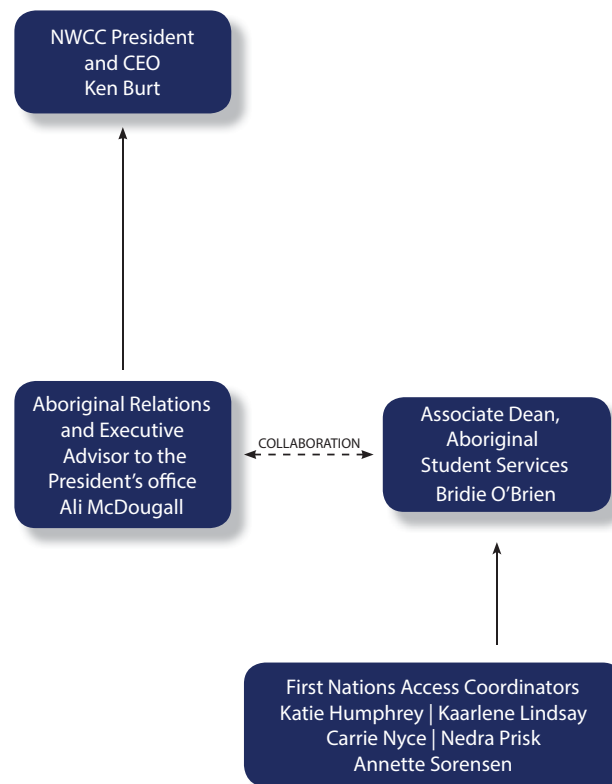 NWCC President
and CEO
Ken Burt
Aboriginal Relations
and Executive
Advisor to the
President’s office
Ali McDougall
COLLABORATION
Associate Dean,
Aboriginal
Student Services
Bridie O’Brien
First Nations Access Coordinators
Katie Humphrey | Kaarlene Lindsay
Carrie Nyce | Nedra Prisk
Annette Sorensen